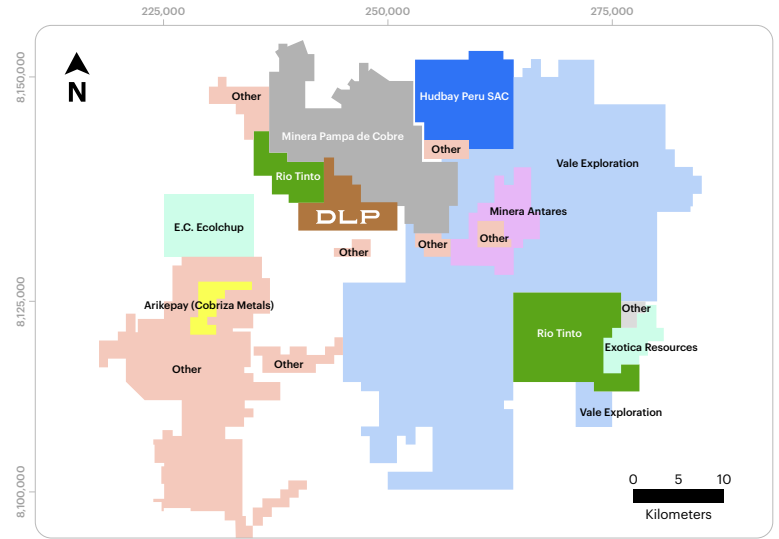 225,000
250,000
275,000
8,150,000
8,125,000
8,100,000
N
Other
Hudbay Peru SAC
Minera Pampa de Cobre
Other
Vale Exploration
Rio Tinto
DLP
Minera Antares
E.C. Ecolchup
Other
Other
Other
Arikepay (Cobriza Metals)
Other
Rio Tinto
Exotica Resources
Other
Other
Vale Exploration
0 5 10
Kilometers